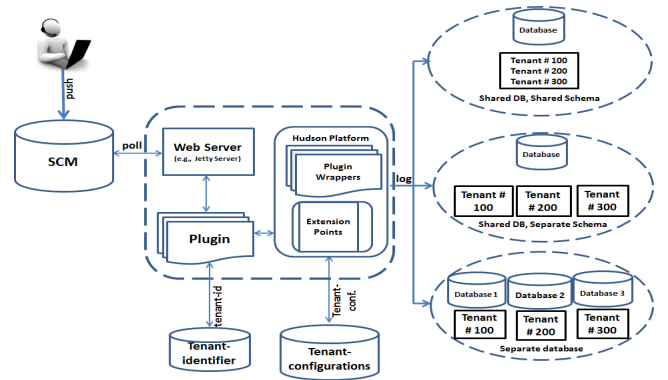 push
SCM
poll
Web Server
(e.g., Jetty Server)
Plugin
Hudson Platform
Plugin
Wrappers
Extension
Points
log
tenant-id
Tenant-
conf.
Tenant-
identifier
Tenant-
configurations
Database
Tenant # 100
Tenant # 200
Tenant # 300
Shared DB, Shared Schema
Database
Tenant #
100
Tenant
# 200
Tenant
# 300
Shared DB, Separate Schema
Database 1
Database 2
Database 3
Tenant
# 100
Tenant
# 200
Tenant
# 300
Separate database